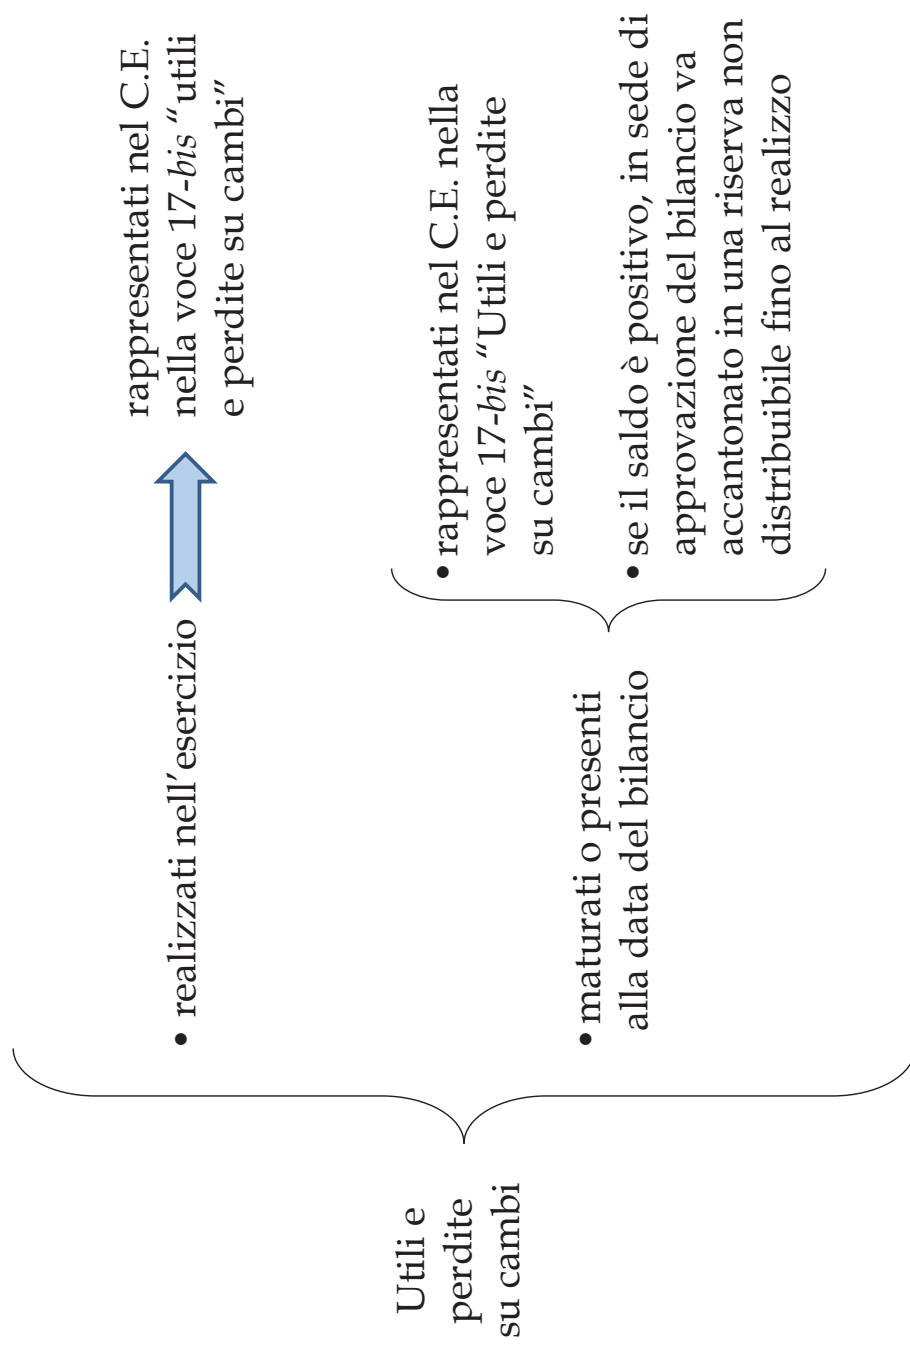 Utili e
perdite
su cambi
• realizzati nell'esercizio
rappresentati nel C.E.
nella voce 17-bis “utili
e perdite su cambi”
• maturati o presenti
alla data del bilancio
• rappresentati nel C.E. nella
voce 17-bis “Utili e perdite
su cambi”
• se il saldo è positivo, in sede di
approvazione del bilancio va
accantonato in una riserva non
distribuibile fino al realizzo